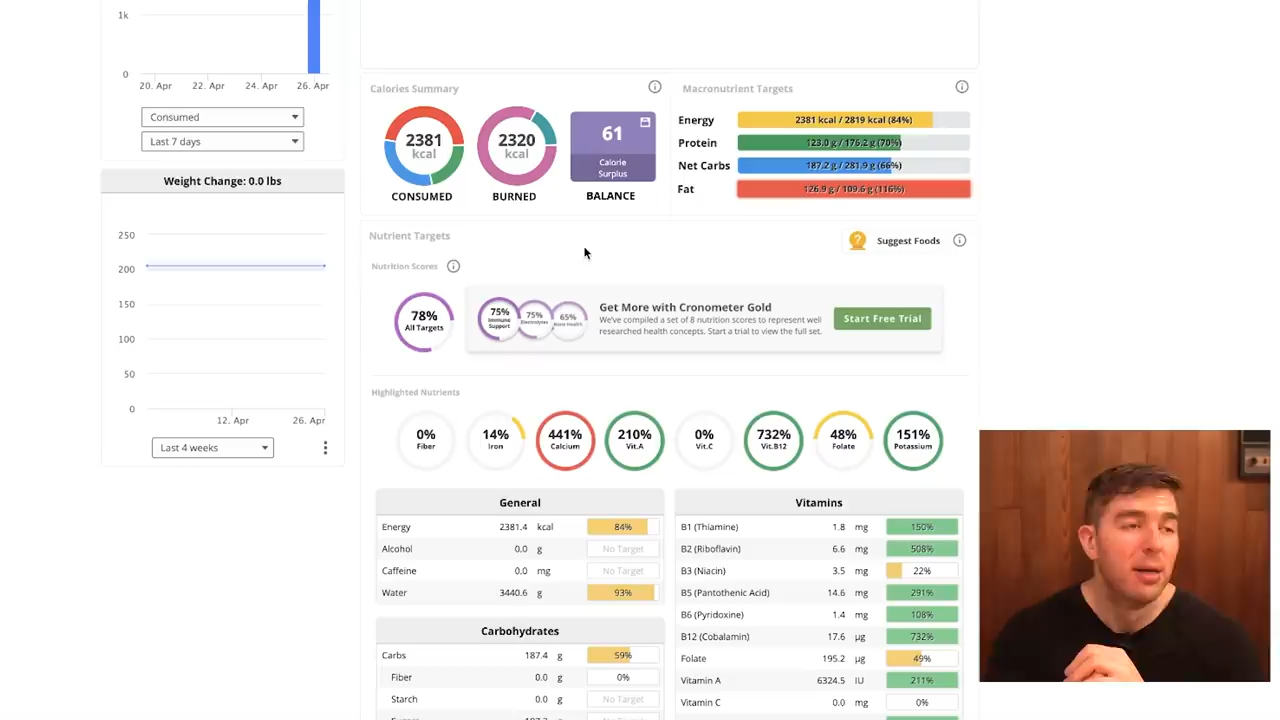 1k
0
20. Apr 22. Apr 24. Apr 26. Apr
Consumed
Last 7 days
Weight Change: 0.0 lbs
250
200
150
100
50
0
12. Apr 26. Apr
Last 4 weeks
Calories Summary
2381
kcal
CONSUMED
2320
kcal
BURNED
61
Calorie
Surplus
BALANCE
Macronutrient Targets
Energy 2381 kcal / 2819 kcal (84%)
Protein 123.0 g / 176.2 g (70%)
Net Carbs 187.2 g / 281.9 g (66%)
Fat 126.9 g / 109.6 g (116%)
Nutrient Targets
? Suggest Foods
Nutrition Scores
78%
All Targets
75%
Immune
Support
75%
Electrolytes
65%
Bone Health
Get More with Cronometer Gold
We've compiled a set of 8 nutrition scores to represent well
researched health concepts. Start a trial to view the full set.
Start Free Trial
Highlighted Nutrients
0%
Fiber
14%
Iron
441%
Calcium
210%
Vit.A
0%
Vit.C
732%
Vit.B12
48%
Folate
151%
Potassium
General
Energy 2381.4 kcal 84%
Alcohol 0.0 g No Target
Caffeine 0.0 mg No Target
Water 3440.6 g 93%
Carbohydrates
Carbs 187.4 g 59%
Fiber 0.0 g 0%
Starch 0.0 g No Target
Vitamins
B1 (Thiamine) 1.8 mg 150%
B2 (Riboflavin) 6.6 mg 508%
B3 (Niacin) 3.5 mg 22%
B5 (Pantothenic Acid) 14.6 mg 291%
B6 (Pyridoxine) 1.4 mg 108%
B12 (Cobalamin) 17.6 µg 732%
Folate 195.2 µg 49%
Vitamin A 6324.5 IU 211%
Vitamin C 0.0 mg 0%